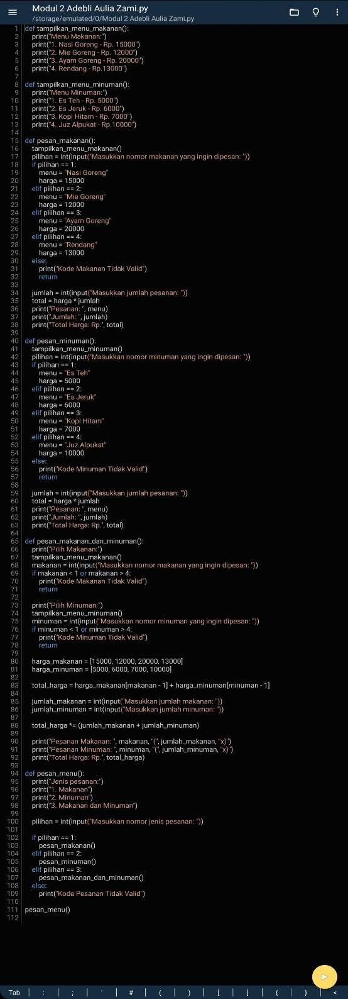 Modul 2 Adebli Aulia Zami.py
/storage/emulated/0/Modul 2 Adebli Aulia Zami.py
1 def tampilkan_menu_makanan():
2 print("Menu Makanan:")
3 print("1. Nasi Goreng - Rp. 15000")
4 print("2. Mie Goreng - Rp. 12000")
5 print("3. Ayam Goreng - Rp. 20000")
6 print("4. Rendang - Rp.13000")
7
8 def tampilkan_menu_minuman():
9 print("Menu Minuman:")
10 print("1. Es Teh - Rp. 5000")
11 print("2. Es Jeruk - Rp. 6000")
12 print("3. Kopi Hitam - Rp. 7000")
13 print("4. Juz Alpukat - Rp.10000")
14
15 def pesan_makanan():
16 tampilkan_menu_makanan()
17 pilihan = int(input("Masukkan nomor makanan yang ingin dipesan: "))
18 if pilihan == 1:
19 menu = "Nasi Goreng"
20 harga = 15000
21 elif pilihan == 2:
22 menu = "Mie Goreng"
23 harga = 12000
24 elif pilihan == 3:
25 menu = "Ayam Goreng"
26 harga = 20000
27 elif pilihan == 4:
28 menu = "Rendang"
29 harga = 13000
30 else:
31 print("Kode Makanan Tidak Valid")
32 return
33
34 jumlah = int(input("Masukkan jumlah pesanan: "))
35 total = harga * jumlah
36 print("Pesanan: ", menu)
37 print("Jumlah: ", jumlah)
38 print("Total Harga: Rp.", total)
39
40 def pesan_minuman():
41 tampilkan_menu_minuman()
42 pilihan = int(input("Masukkan nomor minuman yang ingin dipesan: "))
43 if pilihan == 1:
44 menu = "Es Teh"
45 harga = 5000
46 elif pilihan == 2:
47 menu = "Es Jeruk"
48 harga = 6000
49 elif pilihan == 3:
50 menu = "Kopi Hitam"
51 harga = 7000
52 elif pilihan == 4:
53 menu = "Juz Alpukat"
54 harga = 10000
55 else:
56 print("Kode Minuman Tidak Valid")
57 return
58
59 jumlah = int(input("Masukkan jumlah pesanan: "))
60 total = harga * jumlah
61 print("Pesanan: ", menu)
62 print("Jumlah: ", jumlah)
63 print("Total Harga: Rp.", total)
64
65 def pesan_makanan_dan_minuman():
66 print("Pilih Makanan:")
67 tampilkan_menu_makanan()
68 makanan = int(input("Masukkan nomor makanan yang ingin dipesan: "))
69 if makanan < 1 or makanan > 4:
70 print("Kode Makanan Tidak Valid")
71 return
72
73 print("Pilih Minuman:")
74 tampilkan_menu_minuman()
75 minuman = int(input("Masukkan nomor minuman yang ingin dipesan: "))
76 if minuman < 1 or minuman > 4:
77 print("Kode Minuman Tidak Valid")
78 return
79
80 harga_makanan = [15000, 12000, 20000, 13000]
81 harga_minuman = [5000, 6000, 7000, 10000]
82
83 total_harga = harga_makanan[makanan - 1] + harga_minuman[minuman - 1]
84
85 jumlah_makanan = int(input("Masukkan jumlah makanan: "))
86 jumlah_minuman = int(input("Masukkan jumlah minuman: "))
87
88 total_harga *= (jumlah_makanan + jumlah_minuman)
89
90 print("Pesanan Makanan: ", makanan, "(", jumlah_makanan, "x)")
91 print("Pesanan Minuman: ", minuman, "(", jumlah_minuman, "x)")
92 print("Total Harga: Rp.", total_harga)
93
94 def pesan_menu():
95 print("Jenis pesanan:")
96 print("1. Makanan")
97 print("2. Minuman")
98 print("3. Makanan dan Minuman")
99
100 pilihan = int(input("Masukkan nomor jenis pesanan: "))
101
102 if pilihan == 1:
103 pesan_makanan()
104 elif pilihan == 2:
105 pesan_minuman()
106 elif pilihan == 3:
107 pesan_makanan_dan_minuman()
108 else:
109 print("Kode Pesanan Tidak Valid")
110
111 pesan_menu()
112
Tab : ; ' # ( ) [ ] { } <